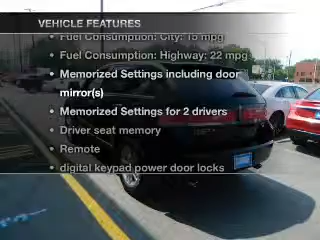 VEHICLE FEATURES
Fuel Consumption: City: 15 mpg
Fuel Consumption: Highway: 22 mpg
Memorized Settings including door
mirror(s)
Memorized Settings for 2 drivers
Driver seat memory
Remote
digital keypad power door locks